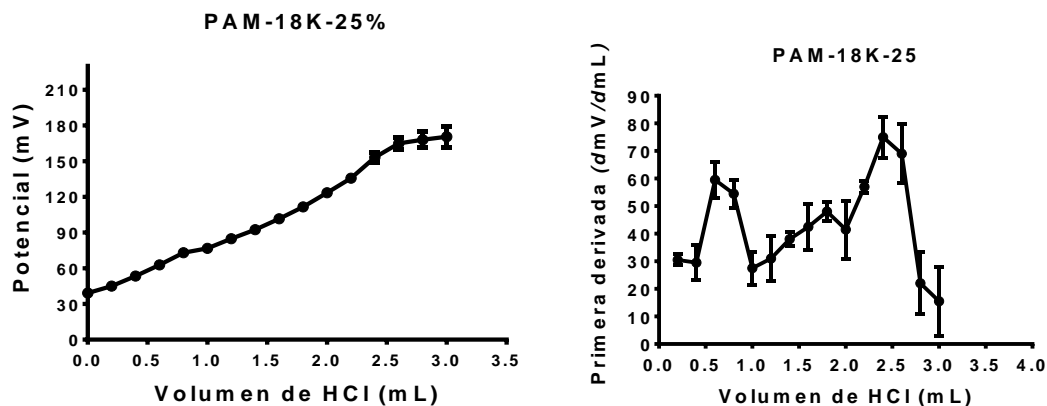 PAM-18K-25%
Potencial (mV)
210
180
150
120
90
60
30
0
0.0 0.5 1.0 1.5 2.0 2.5 3.0 3.5
Volumen de HCl (mL)
PAM-18K-25
Primera derivada (dmV/dmL)
90
80
70
60
50
40
30
20
10
0
0.0 0.5 1.0 1.5 2.0 2.5 3.0 3.5 4.0
Volumen de HCl (mL)